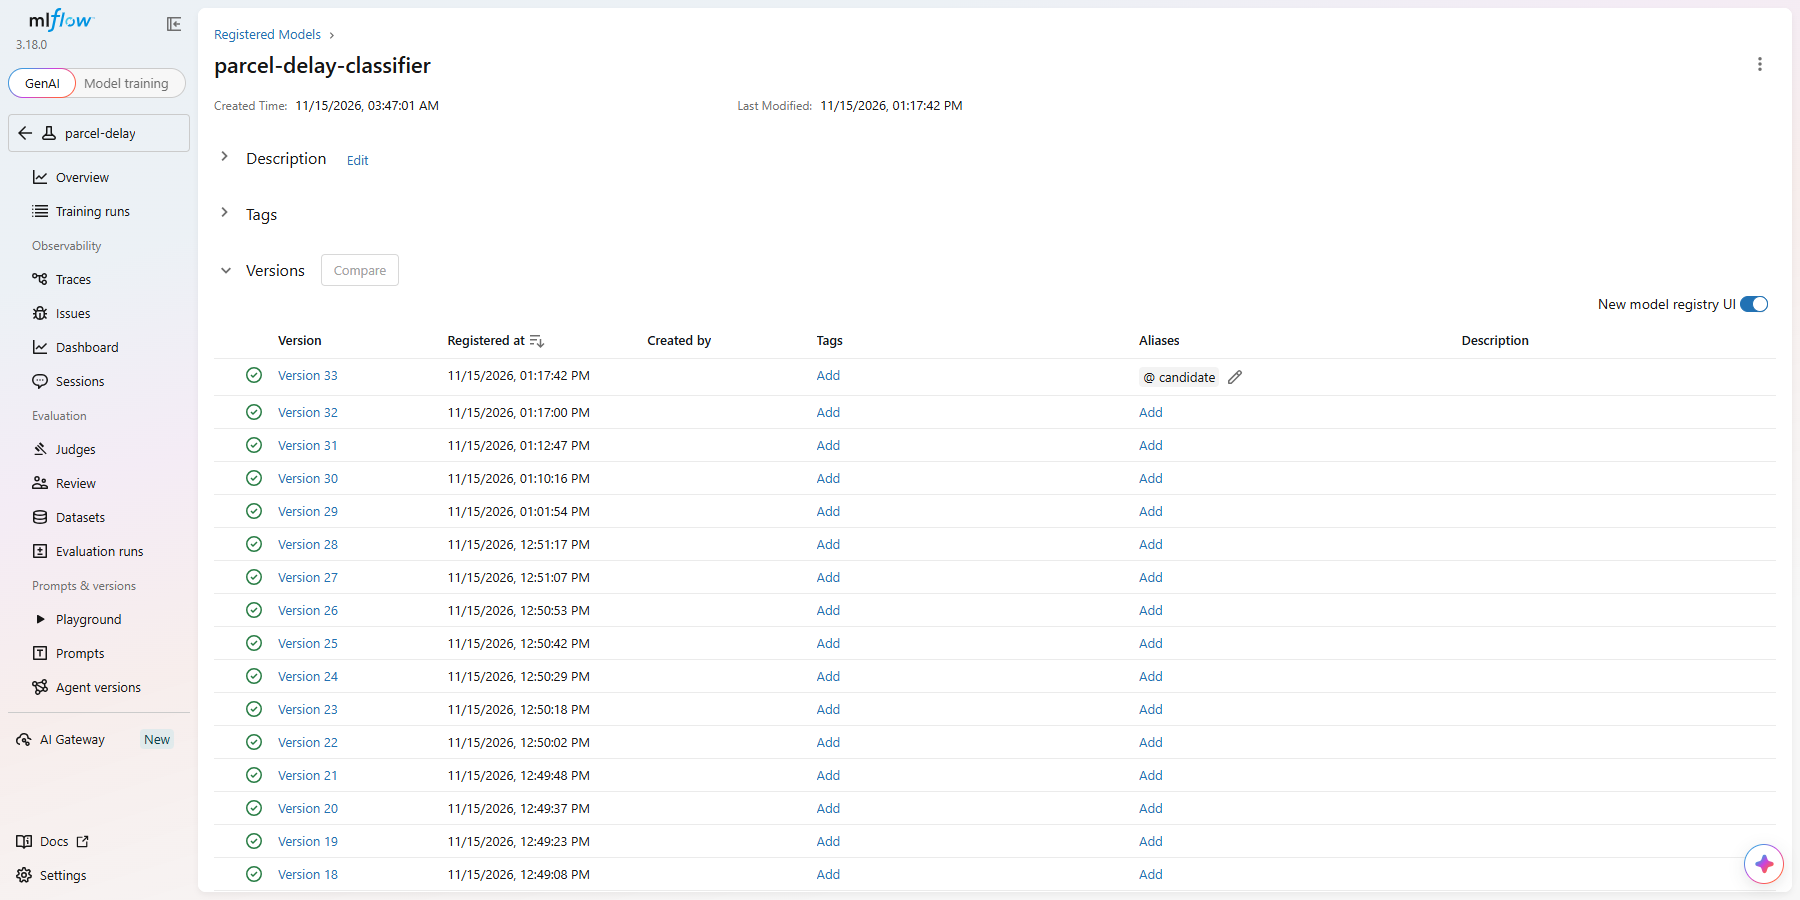 mlflow
3.18.0
GenAI
Model training
parcel-delay
Overview
Training runs
Observability
Traces
Issues
Dashboard
Sessions
Evaluation
Judges
Review
Datasets
Evaluation runs
Prompts & versions
Playground
Prompts
Agent versions
AI Gateway New
Docs
Settings
Registered Models
parcel-delay-classifier
Created Time: 11/15/2026, 03:47:01 AM Last Modified: 11/15/2026, 01:17:42 PM
Description Edit
Tags
Versions Compare
New model registry UI
Version Registered at Created by Tags Aliases Description
Version 33 11/15/2026, 01:17:42 PM Add @ candidate
Version 32 11/15/2026, 01:17:00 PM Add Add
Version 31 11/15/2026, 01:12:47 PM Add Add
Version 30 11/15/2026, 01:10:16 PM Add Add
Version 29 11/15/2026, 01:01:54 PM Add Add
Version 28 11/15/2026, 12:51:17 PM Add Add
Version 27 11/15/2026, 12:51:07 PM Add Add
Version 26 11/15/2026, 12:50:53 PM Add Add
Version 25 11/15/2026, 12:50:42 PM Add Add
Version 24 11/15/2026, 12:50:29 PM Add Add
Version 23 11/15/2026, 12:50:18 PM Add Add
Version 22 11/15/2026, 12:50:02 PM Add Add
Version 21 11/15/2026, 12:49:48 PM Add Add
Version 20 11/15/2026, 12:49:37 PM Add Add
Version 19 11/15/2026, 12:49:23 PM Add Add
Version 18 11/15/2026, 12:49:08 PM Add Add